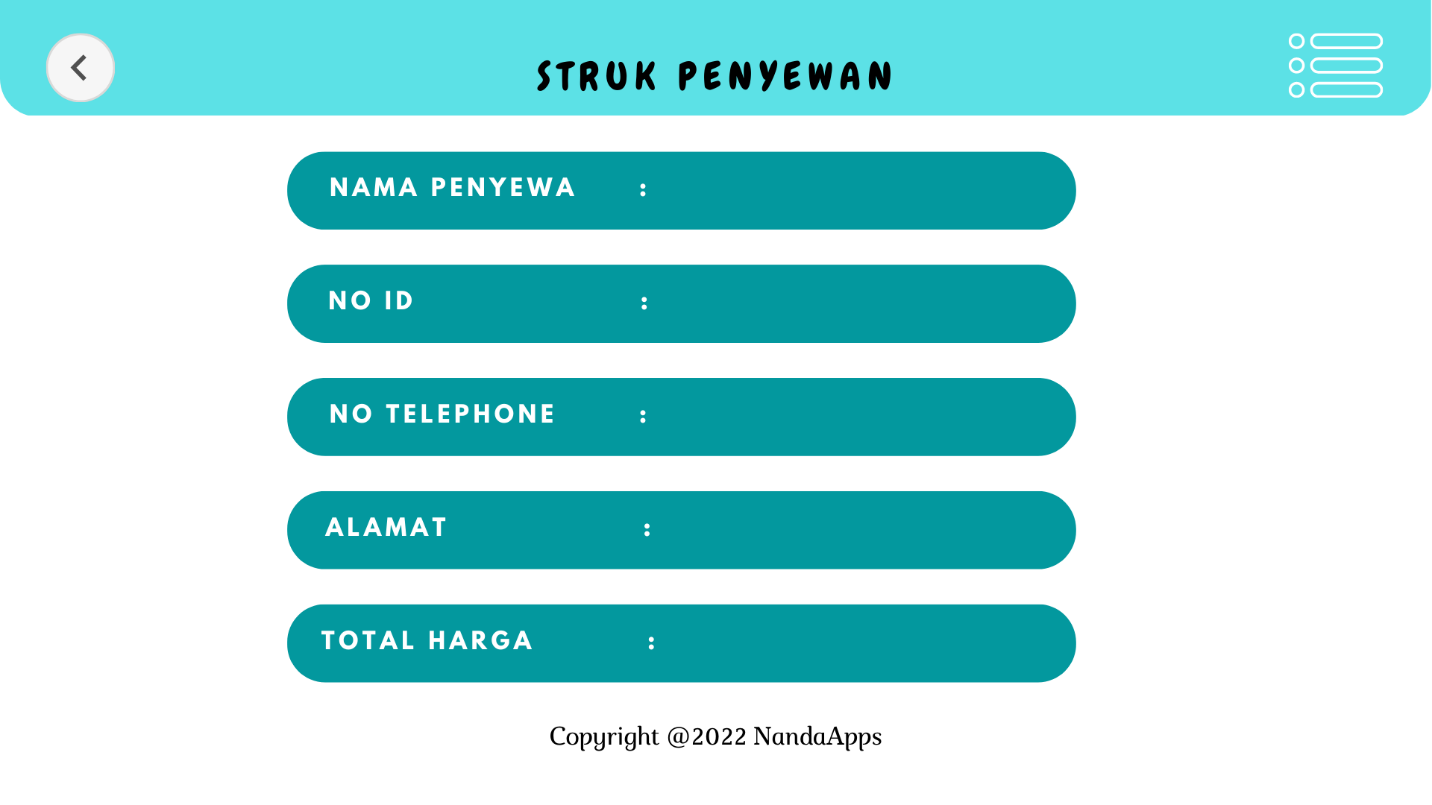 STRUK PENYEWAN
NAMA PENYEWA :
NO ID :
NO TELEPHONE :
ALAMAT :
TOTAL HARGA :
Copyright @2022 NandaApps